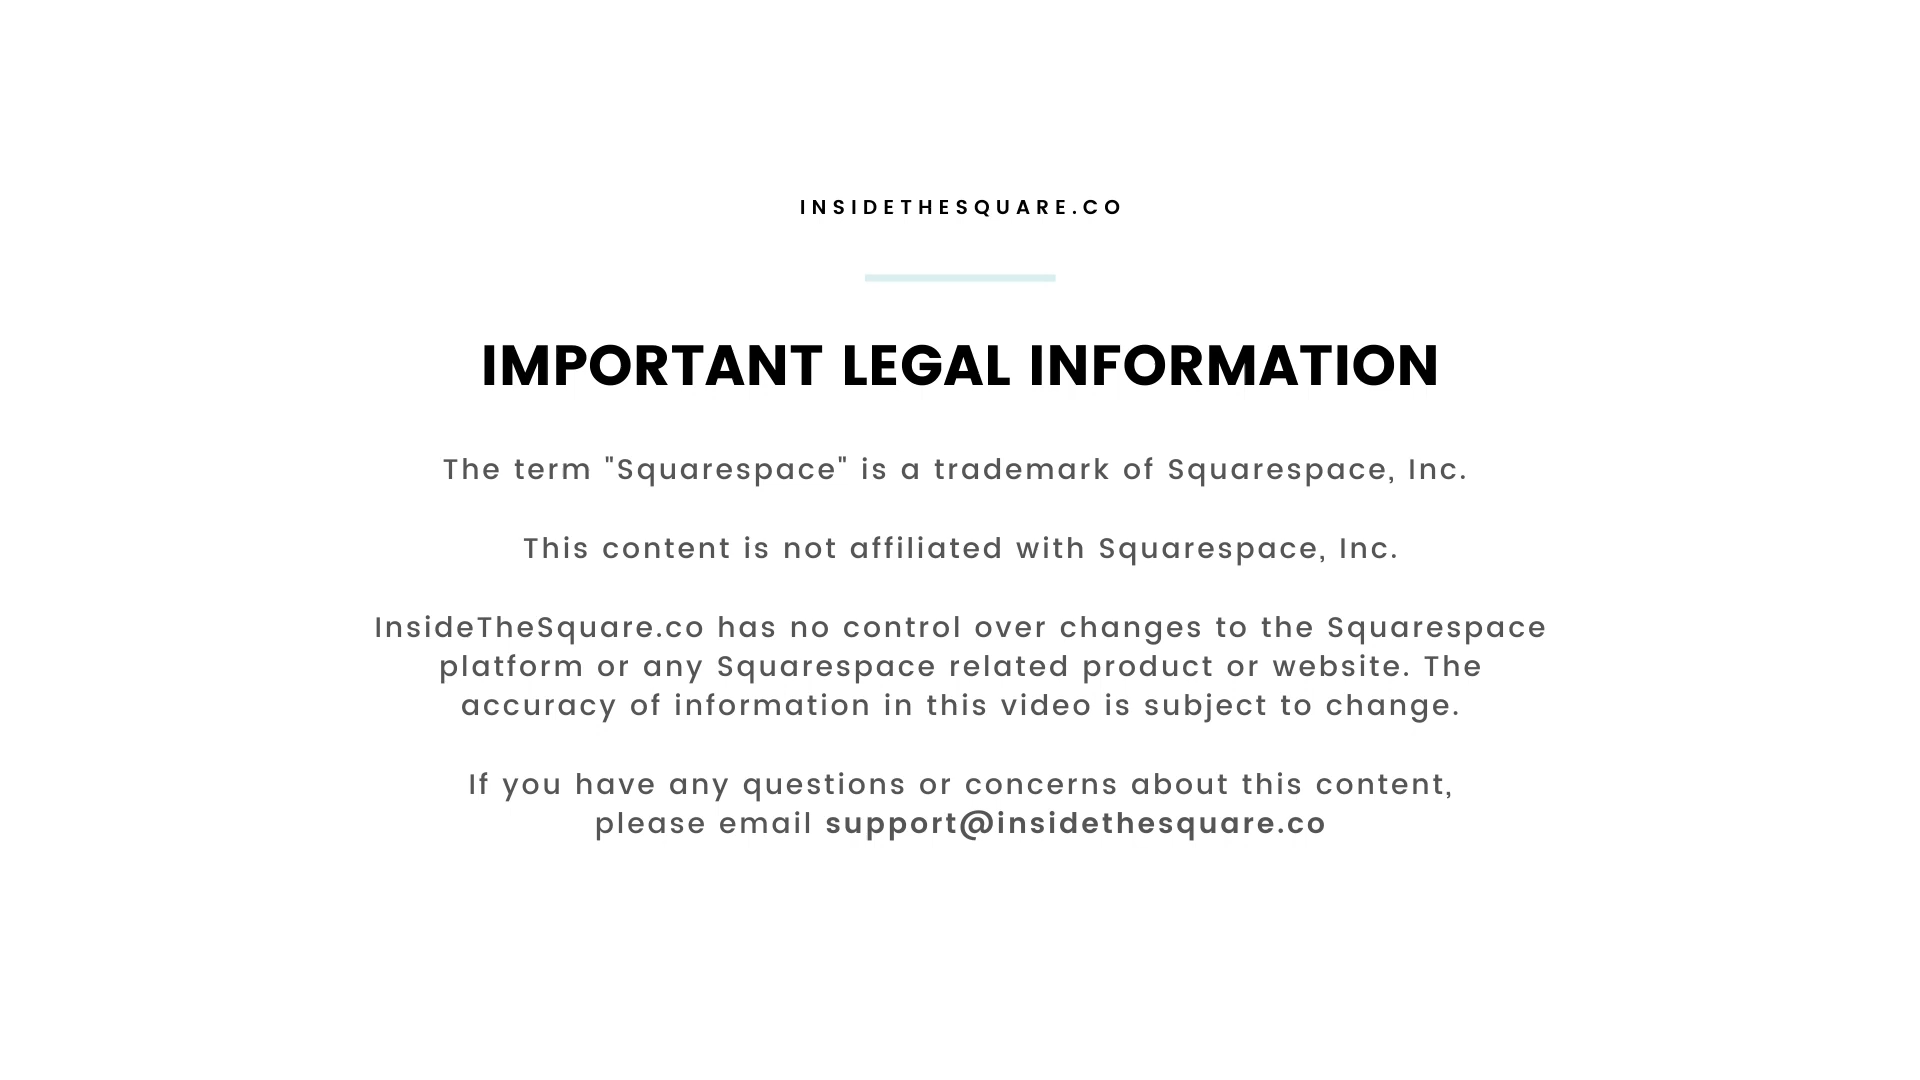 INSIDETHESQUARE.CO
IMPORTANT LEGAL INFORMATION
The term "Squarespace" is a trademark of Squarespace, Inc.
This content is not affiliated with Squarespace, Inc.
InsideTheSquare.co has no control over changes to the Squarespace
platform or any Squarespace related product or website. The
accuracy of information in this video is subject to change.
If you have any questions or concerns about this content,
please email support@insidethesquare.co